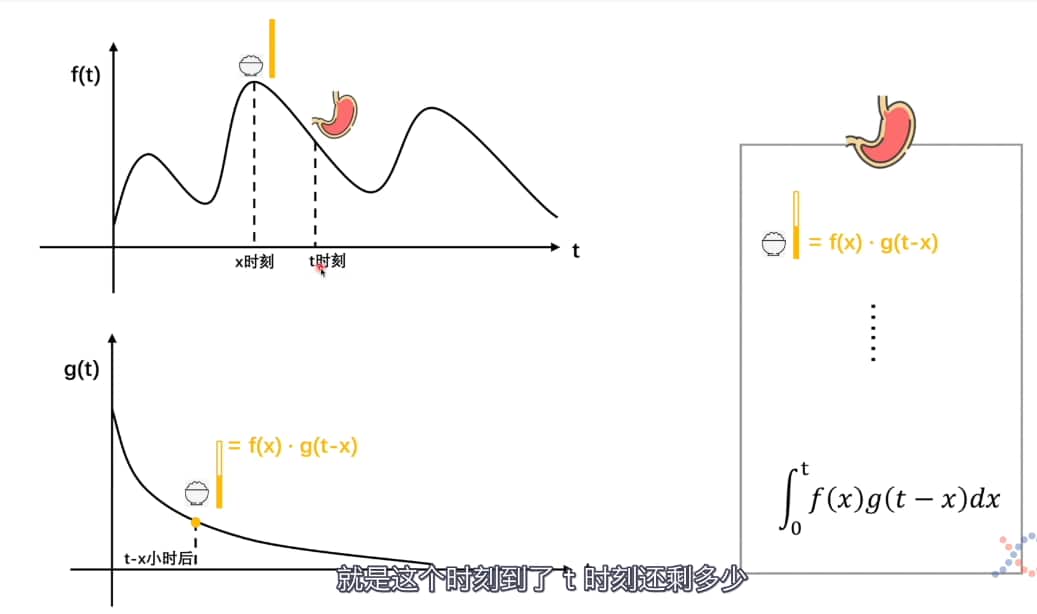 f(t)
x时刻
t时刻
t
g(t)
= f(x) · g(t-x)
t-x小时后
= f(x) · g(t-x)
∫₀ᵗ f(x)g(t − x)dx
就是这个时刻到了 t 时刻还剩多少